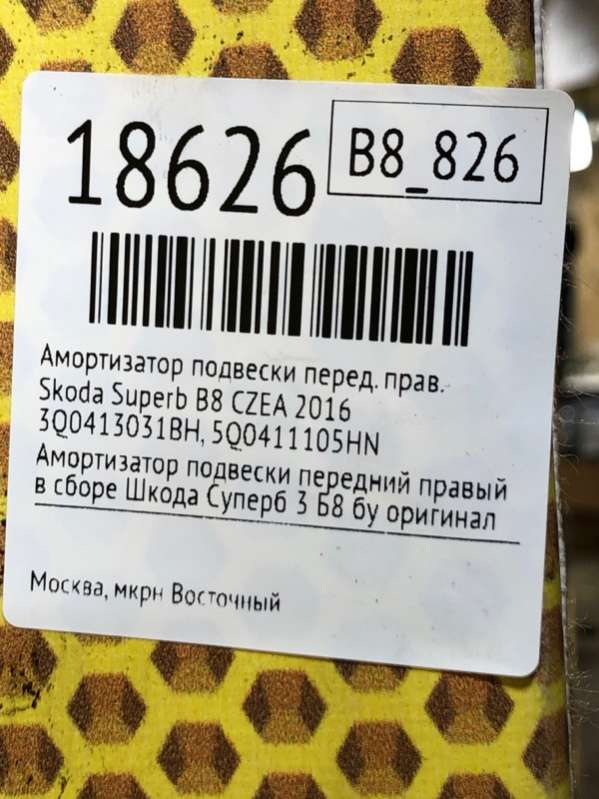 18626
B8_826
Амортизатор подвески перед. прав.
Skoda Superb B8 CZEA 2016
3Q0413031BH, 5Q0411105HN
Амортизатор подвески передний правый
в сборе Шкода Суперб 3 Б8 бу оригинал
Москва, мкрн Восточный